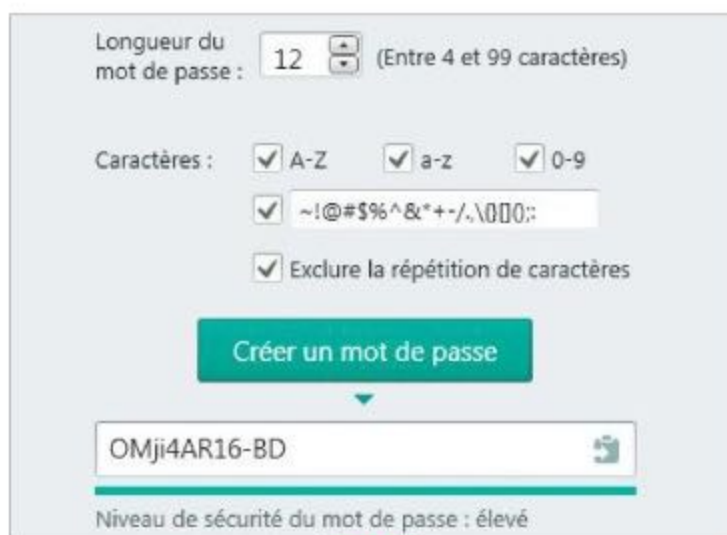 Longueur du
mot de passe : 12 (Entre 4 et 99 caractères)
Caractères : A-Z a-z 0-9
~!@#$%^&*+-/.,\{}[]();:
Exclure la répétition de caractères
Créer un mot de passe
OMji4AR16-BD
Niveau de sécurité du mot de passe : élevé